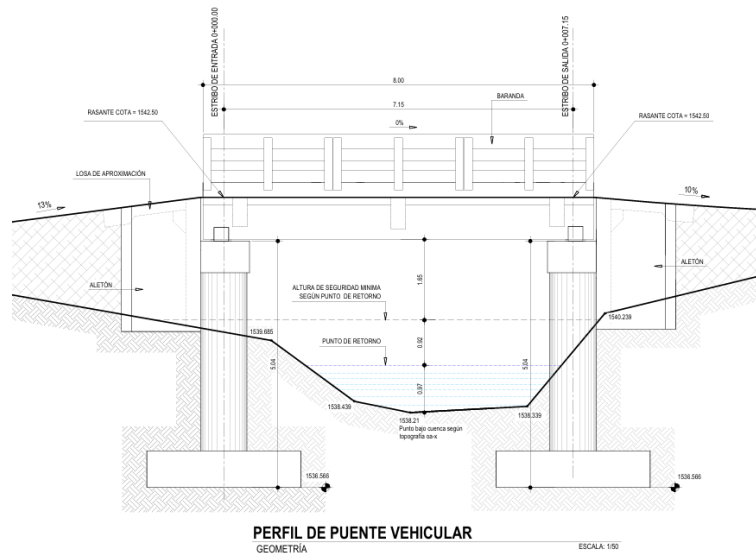 ESTRIBO DE ENTRADA 0+000.00
ESTRIBO DE SALIDA 0+007.15
8.00
7.15
BARANDA
RASANTE COTA = 1542.50
0%
RASANTE COTA = 1542.50
LOSA DE APROXIMACIÓN
13%
10%
ALETÓN
ALETÓN
1.65
ALTURA DE SEGURIDAD MINIMA
SEGÚN PUNTO DE RETORNO
1540.239
1539.685
PUNTO DE RETORNO
0.92
5.04
5.04
0.97
1538.439
1538.339
1538.21
Punto bajo cuenca según
topografía sa-x
1536.566
1536.566
PERFIL DE PUENTE VEHICULAR
GEOMETRÍA
ESCALA: 1/50